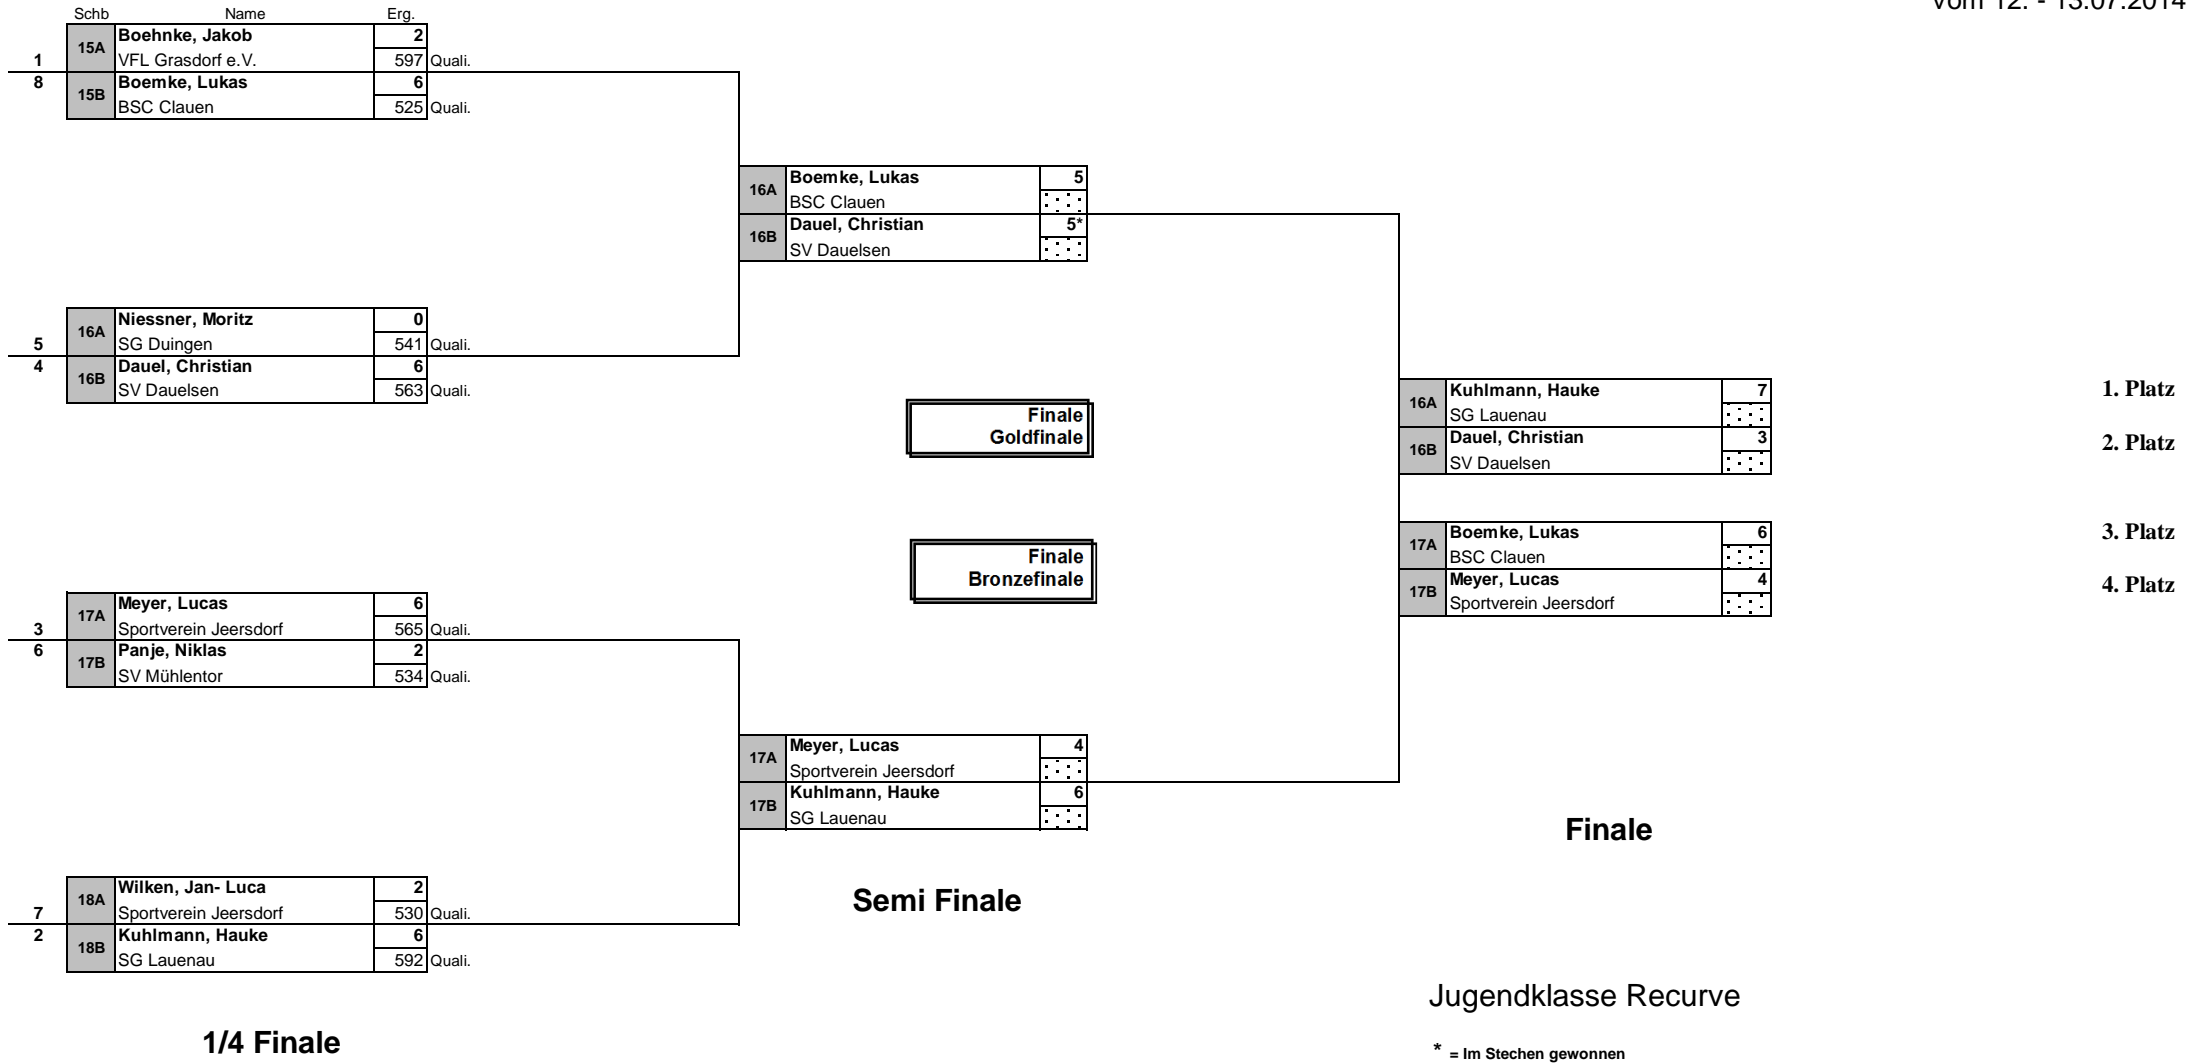 vom 12. - 13.07.2014
Schb Name Erg.
15A Boehnke, Jakob 2
1 VFL Grasdorf e.V. 597 Quali.
8 15B Boemke, Lukas 6
BSC Clauen 525 Quali.
16A Boemke, Lukas 5
BSC Clauen
16B Dauel, Christian 5*
SV Dauelsen
16A Niessner, Moritz 0
5 SG Duingen 541 Quali.
4 16B Dauel, Christian 6
SV Dauelsen 563 Quali.
Finale
Goldfinale
16A Kuhlmann, Hauke 7 1. Platz
SG Lauenau
16B Dauel, Christian 3 2. Platz
SV Dauelsen
Finale
Bronzefinale
17A Boemke, Lukas 6 3. Platz
BSC Clauen
17B Meyer, Lucas 4 4. Platz
Sportverein Jeersdorf
17A Meyer, Lucas 6
3 Sportverein Jeersdorf 565 Quali.
6 17B Panje, Niklas 2
SV Mühlentor 534 Quali.
17A Meyer, Lucas 4
Sportverein Jeersdorf
17B Kuhlmann, Hauke 6
SG Lauenau
Finale
18A Wilken, Jan- Luca 2
7 Sportverein Jeersdorf 530 Quali.
2 18B Kuhlmann, Hauke 6
SG Lauenau 592 Quali.
Semi Finale
Jugendklasse Recurve
1/4 Finale
* = Im Stechen gewonnen